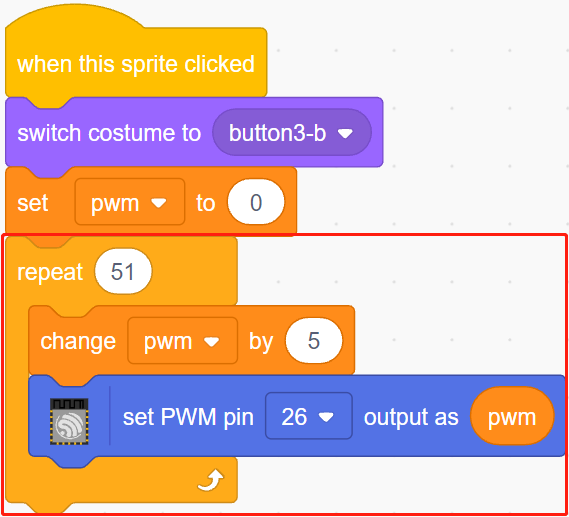 when this sprite clicked
switch costume to button3-b
set pwm to 0
repeat 51
change pwm by 5
set PWM pin 26 output as pwm